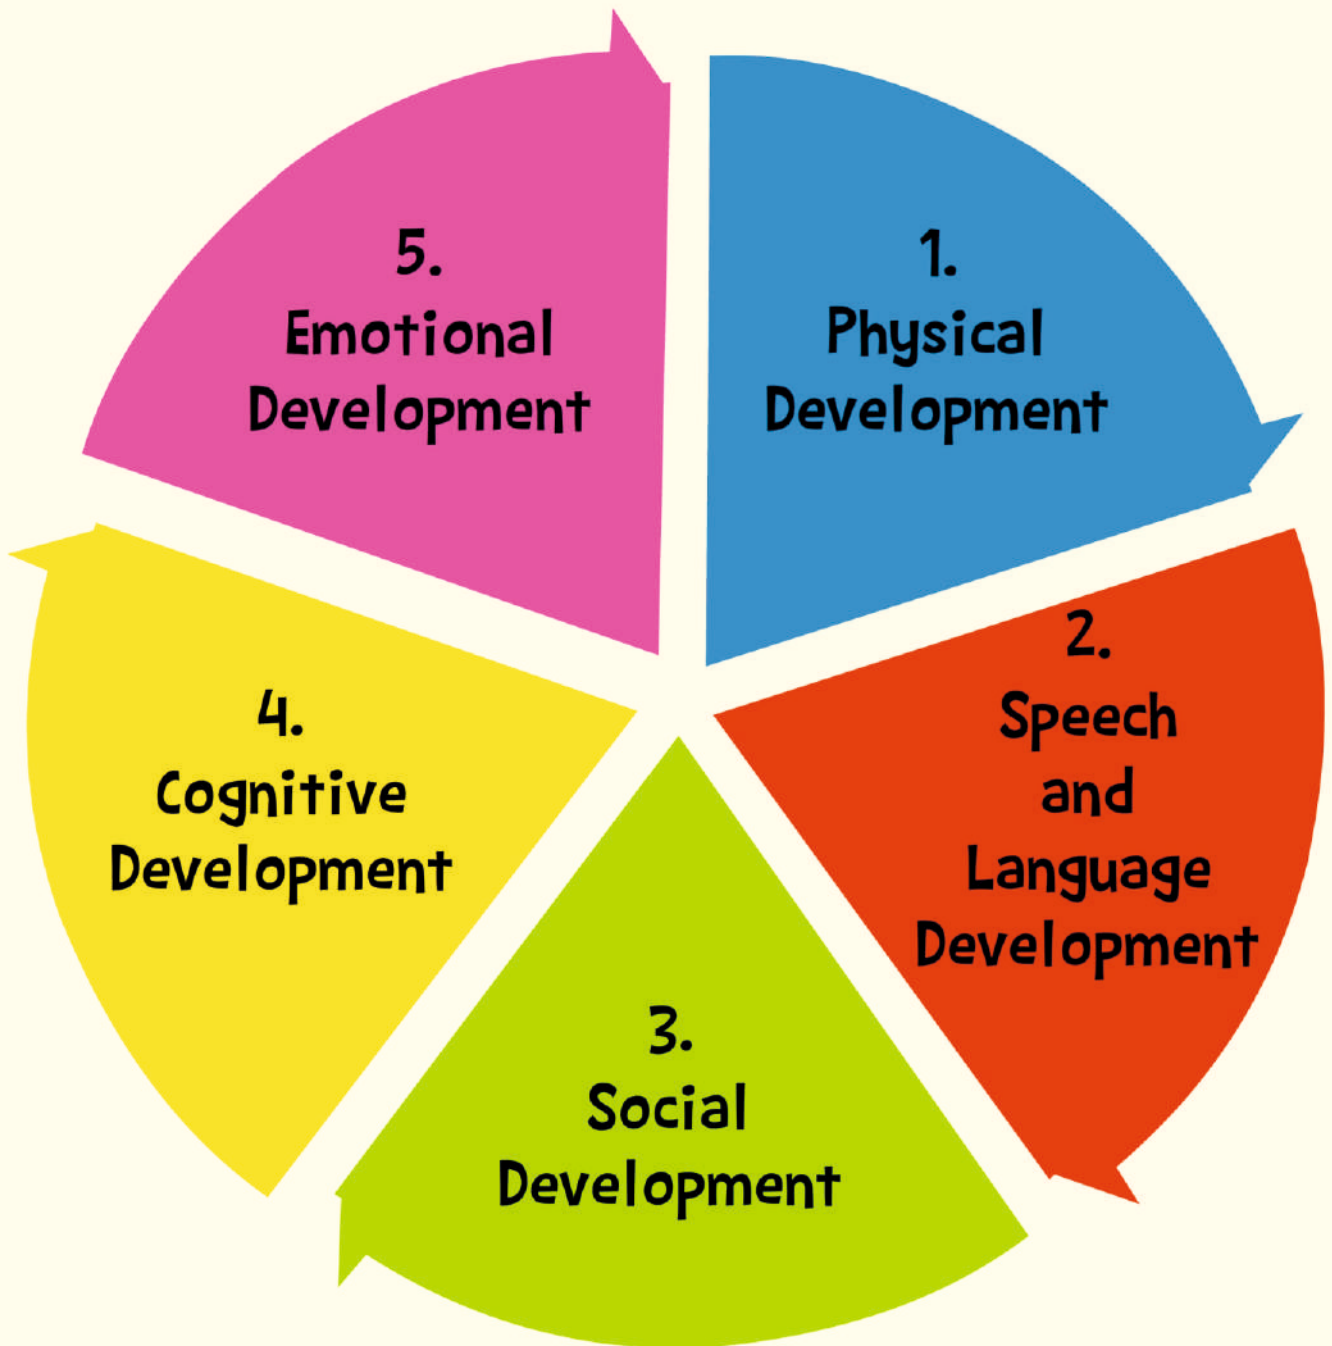 1.
Physical
Development
2.
Speech
and
Language
Development
3.
Social
Development
4.
Cognitive
Development
5.
Emotional
Development